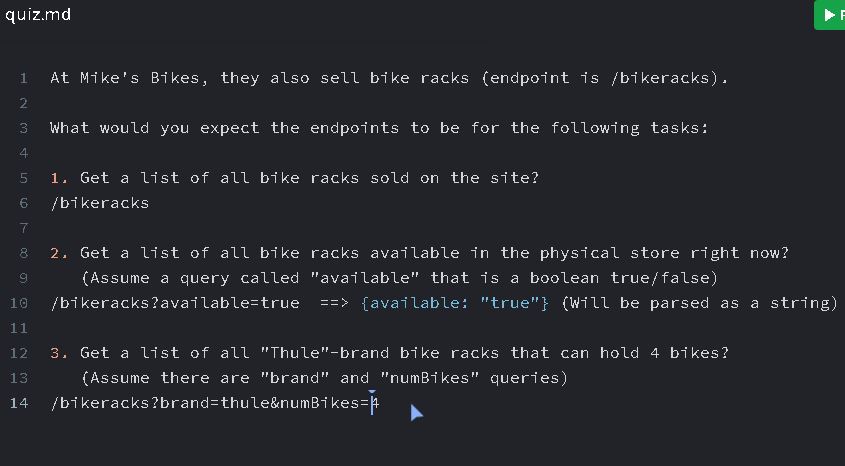 quiz.md
1 At Mike's Bikes, they also sell bike racks (endpoint is /bikeracks).
2
3 What would you expect the endpoints to be for the following tasks:
4
5 1. Get a list of all bike racks sold on the site?
6 /bikeracks
7
8 2. Get a list of all bike racks available in the physical store right now?
9 (Assume a query called "available" that is a boolean true/false)
10 /bikeracks?available=true ==> {available: "true"} (Will be parsed as a string)
11
12 3. Get a list of all "Thule"-brand bike racks that can hold 4 bikes?
13 (Assume there are "brand" and "numBikes" queries)
14 /bikeracks?brand=thule&numBikes=4